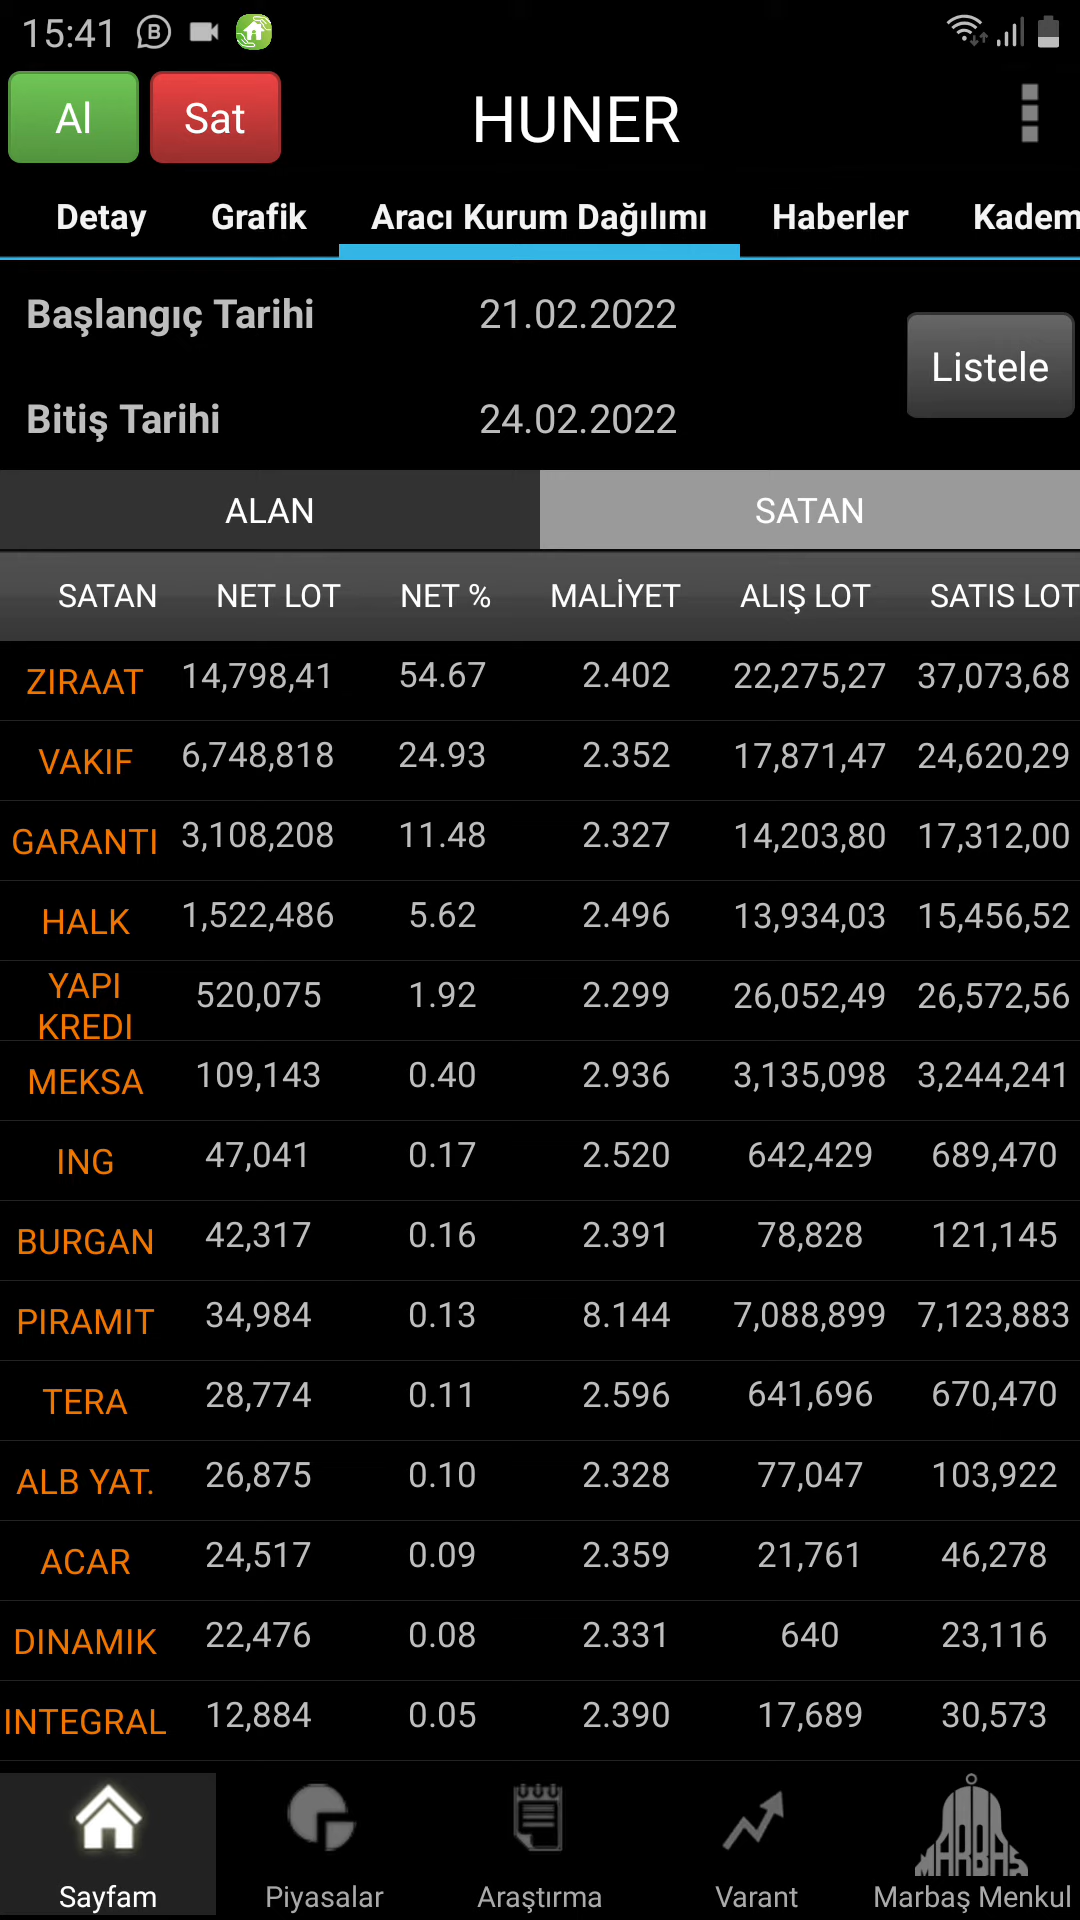 15:41
Al Sat HUNER
Detay Grafik Aracı Kurum Dağılımı Haberler Kadem
Başlangıç Tarihi 21.02.2022
Listele
Bitiş Tarihi 24.02.2022
ALAN SATAN
SATAN NET LOT NET % MALİYET ALIŞ LOT SATIS LOT
ZIRAAT 14,798,41 54.67 2.402 22,275,27 37,073,68
VAKIF 6,748,818 24.93 2.352 17,871,47 24,620,29
GARANTI 3,108,208 11.48 2.327 14,203,80 17,312,00
HALK 1,522,486 5.62 2.496 13,934,03 15,456,52
YAPI KREDI 520,075 1.92 2.299 26,052,49 26,572,56
MEKSA 109,143 0.40 2.936 3,135,098 3,244,241
ING 47,041 0.17 2.520 642,429 689,470
BURGAN 42,317 0.16 2.391 78,828 121,145
PIRAMIT 34,984 0.13 8.144 7,088,899 7,123,883
TERA 28,774 0.11 2.596 641,696 670,470
ALB YAT. 26,875 0.10 2.328 77,047 103,922
ACAR 24,517 0.09 2.359 21,761 46,278
DINAMIK 22,476 0.08 2.331 640 23,116
INTEGRAL 12,884 0.05 2.390 17,689 30,573
MARBAŞ
Sayfam Piyasalar Araştırma Varant Marbaş Menkul